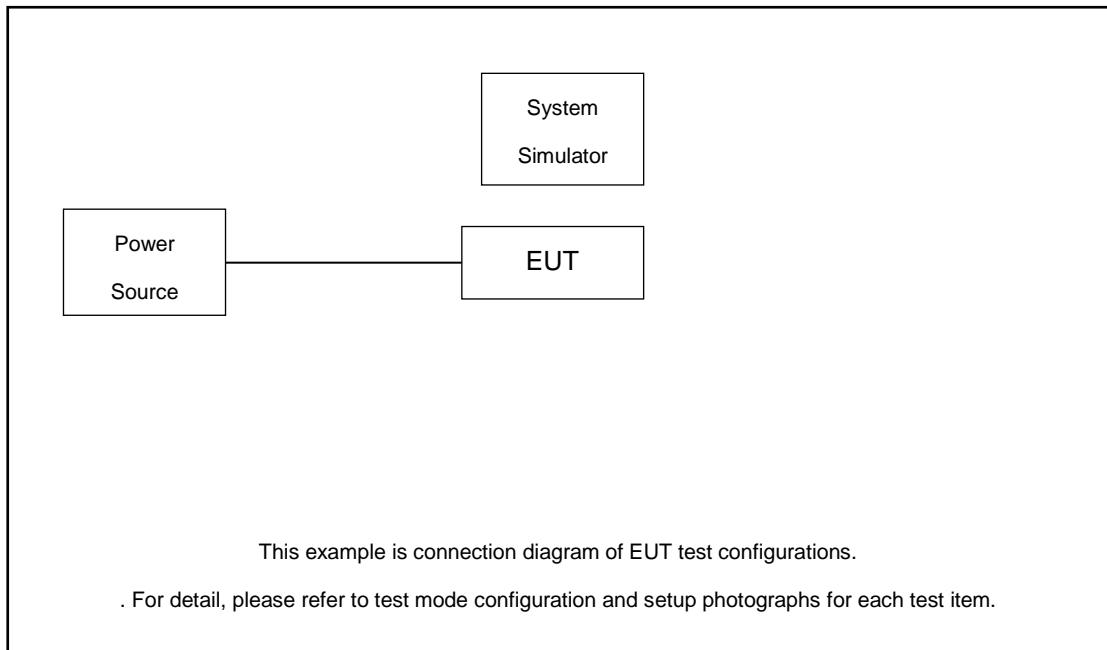 System
Simulator
Power
Source
EUT
This example is connection diagram of EUT test configurations.
. For detail, please refer to test mode configuration and setup photographs for each test item.